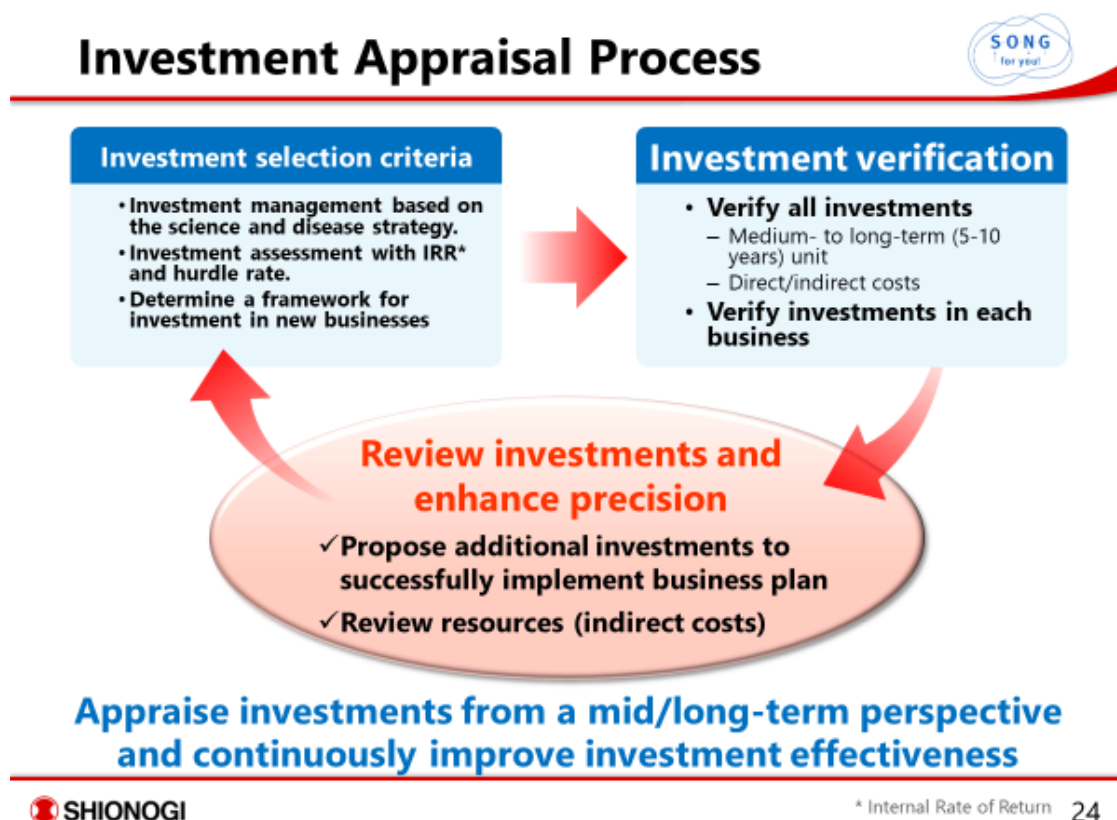 Investment Appraisal Process
SONG
for you!
Investment selection criteria
• Investment management based on
the science and disease strategy.
• Investment assessment with IRR*
and hurdle rate.
• Determine a framework for
investment in new businesses
Investment verification
• Verify all investments
– Medium- to long-term (5-10
years) unit
– Direct/indirect costs
• Verify investments in each
business
Review investments and
enhance precision
✓Propose additional investments to
successfully implement business plan
✓Review resources (indirect costs)
Appraise investments from a mid/long-term perspective
and continuously improve investment effectiveness
SHIONOGI
* Internal Rate of Return
24